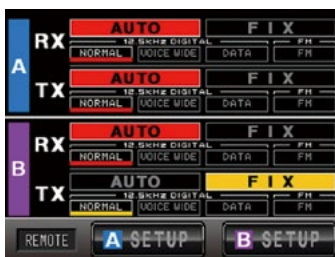 A
RX AUTO F I X
12.5kHz DIGITAL FM
NORMAL VOICE WIDE DATA FM
TX AUTO F I X
12.5kHz DIGITAL FM
NORMAL VOICE WIDE DATA FM
B
RX AUTO F I X
12.5kHz DIGITAL FM
NORMAL VOICE WIDE DATA FM
TX AUTO F I X
12.5kHz DIGITAL FM
NORMAL VOICE WIDE DATA FM
REMOTE A SETUP B SETUP